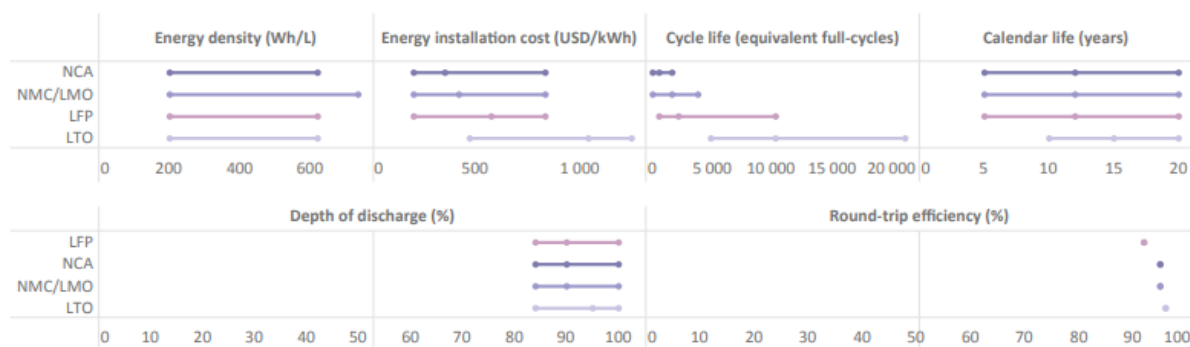 Energy density (Wh/L) Energy installation cost (USD/kWh) Cycle life (equivalent full-cycles) Calendar life (years)
NCA
NMC/LMO
LFP
LTO
0 200 400 600 0 500 1 000 0 5 000 10 000 15 000 20 000 0 5 10 15 20
Depth of discharge (%) Round-trip efficiency (%)
LFP
NCA
NMC/LMO
LTO
0 10 20 30 40 50 60 70 80 90 100 0 10 20 30 40 50 60 70 80 90 100